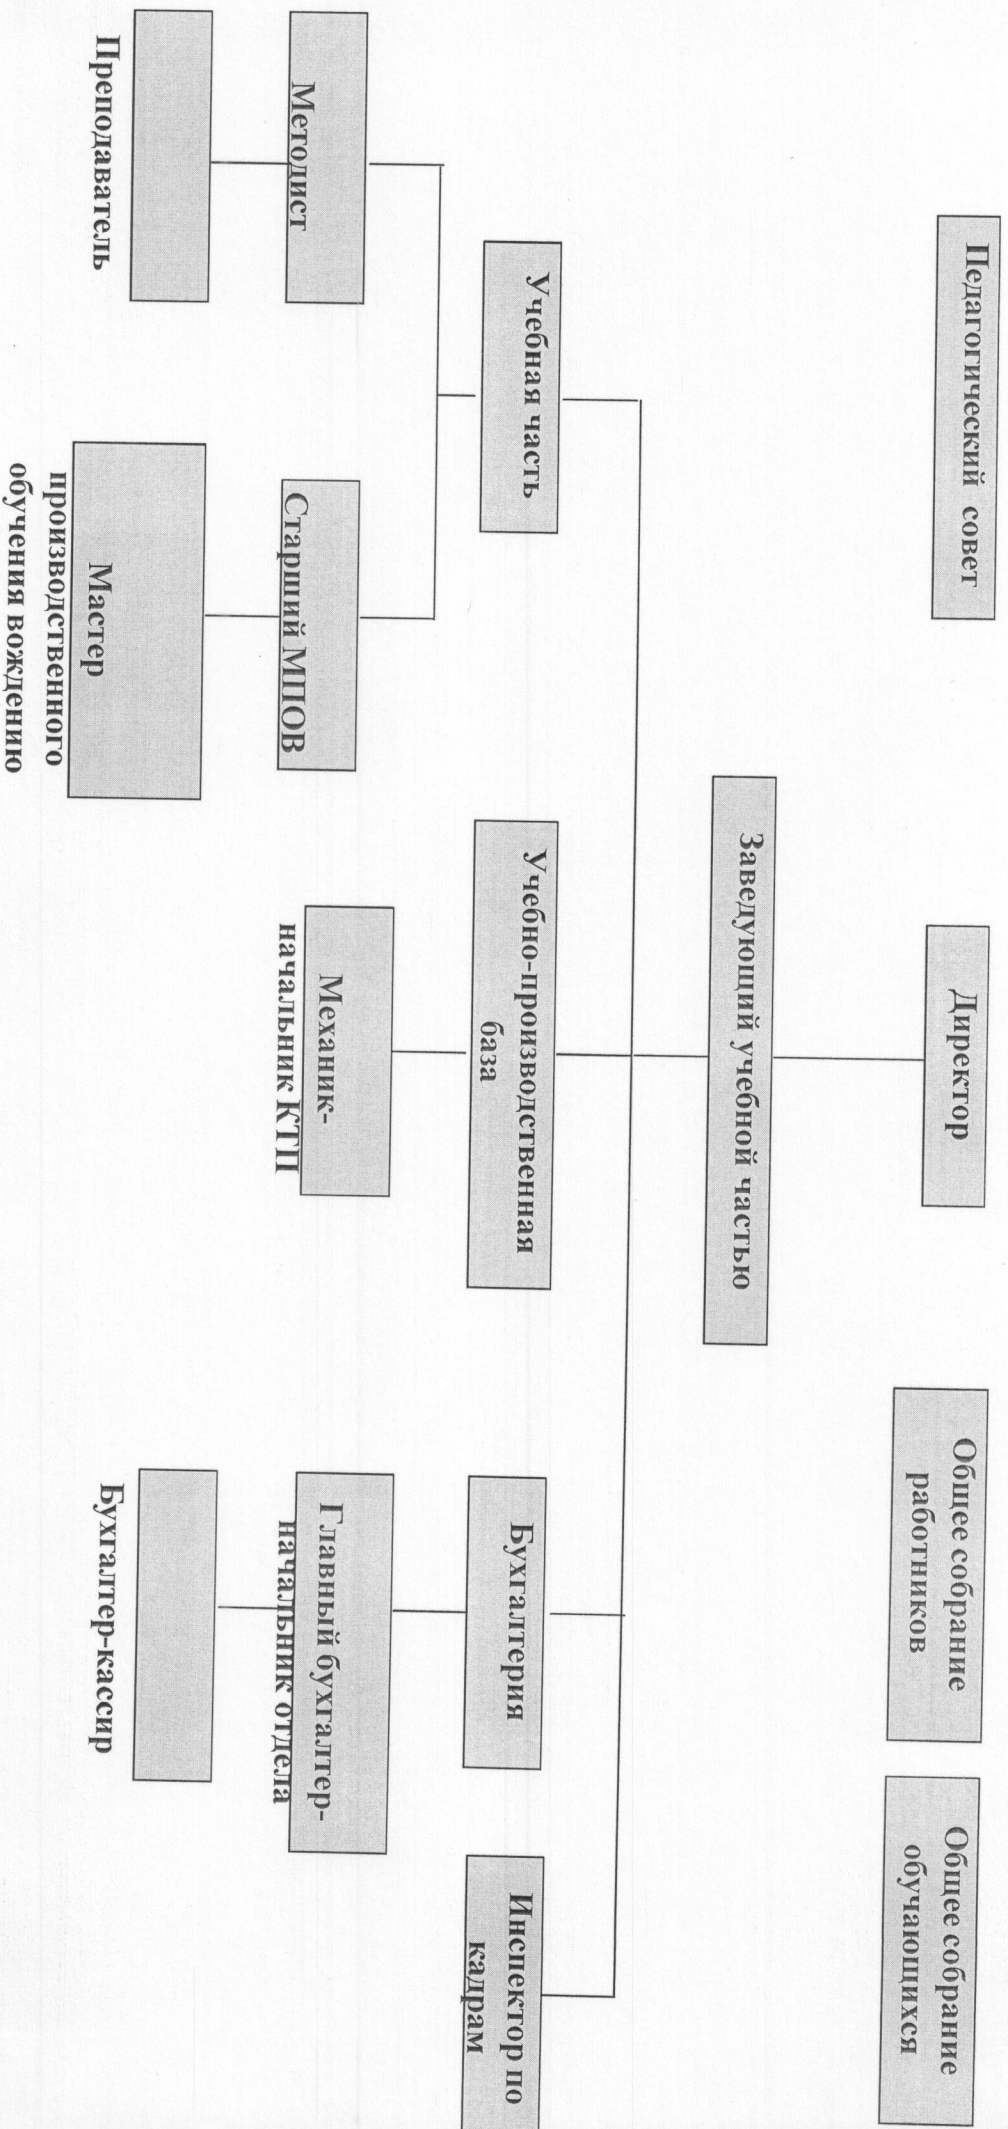 Педагогический совет
Директор
Общее собрание
работников
Общее собрание
обучающихся
Заведующий учебной частью
Учебная часть
Учебно-производственная
база
Бухгалтерия
Инспектор по
кадрам
Методист
Старший МПОВ
Механик-
начальник КТП
Главный бухгалтер-
начальник отдела
Преподаватель
Мастер
производственного
обучения вождению
Бухгалтер-кассир